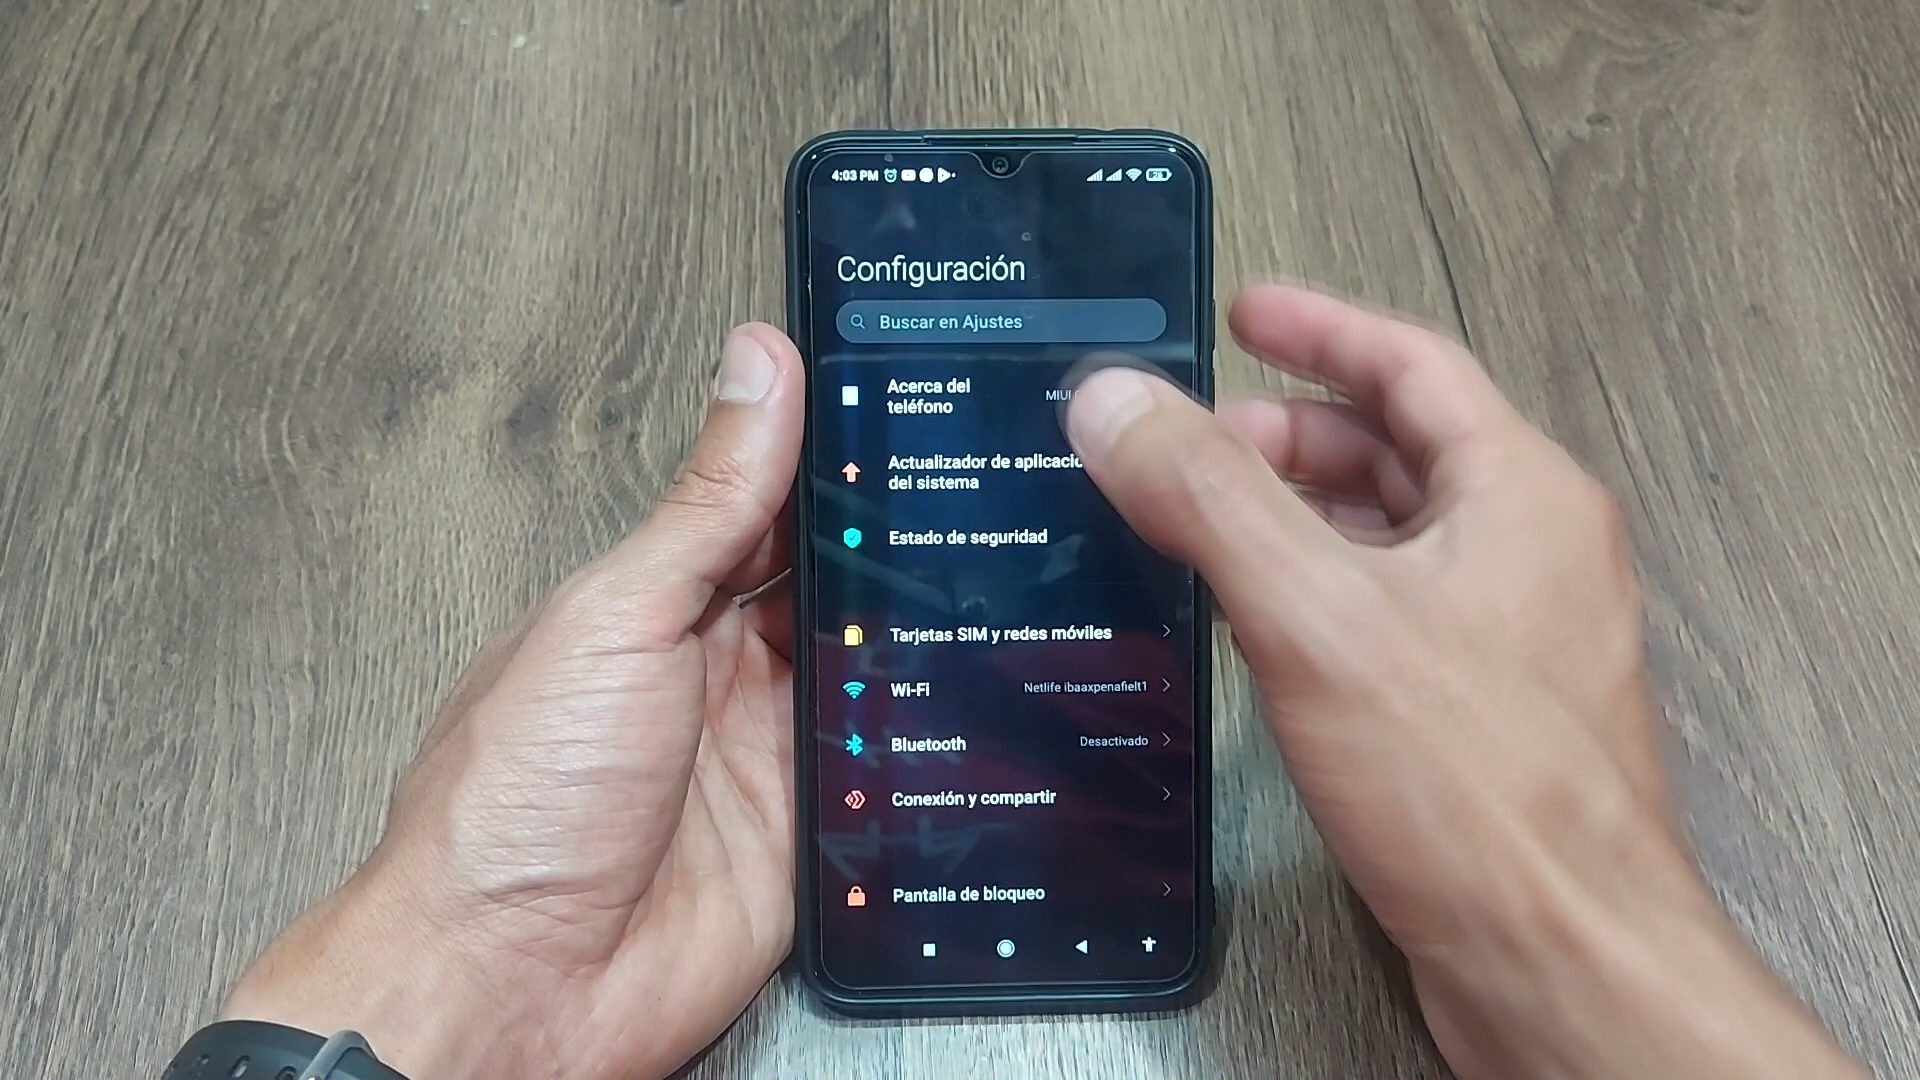 4:03 PM
26
Configuración
Buscar en Ajustes
Acerca del
teléfono
MIUI
Actualizador de
del sistema
Estado de seguridad
Tarjetas SIM y redes móviles
Wi-Fi
Netlife ibaaxpenafielt1
Bluetooth
Desactivado
Conexión y compartir
Pantalla de bloqueo